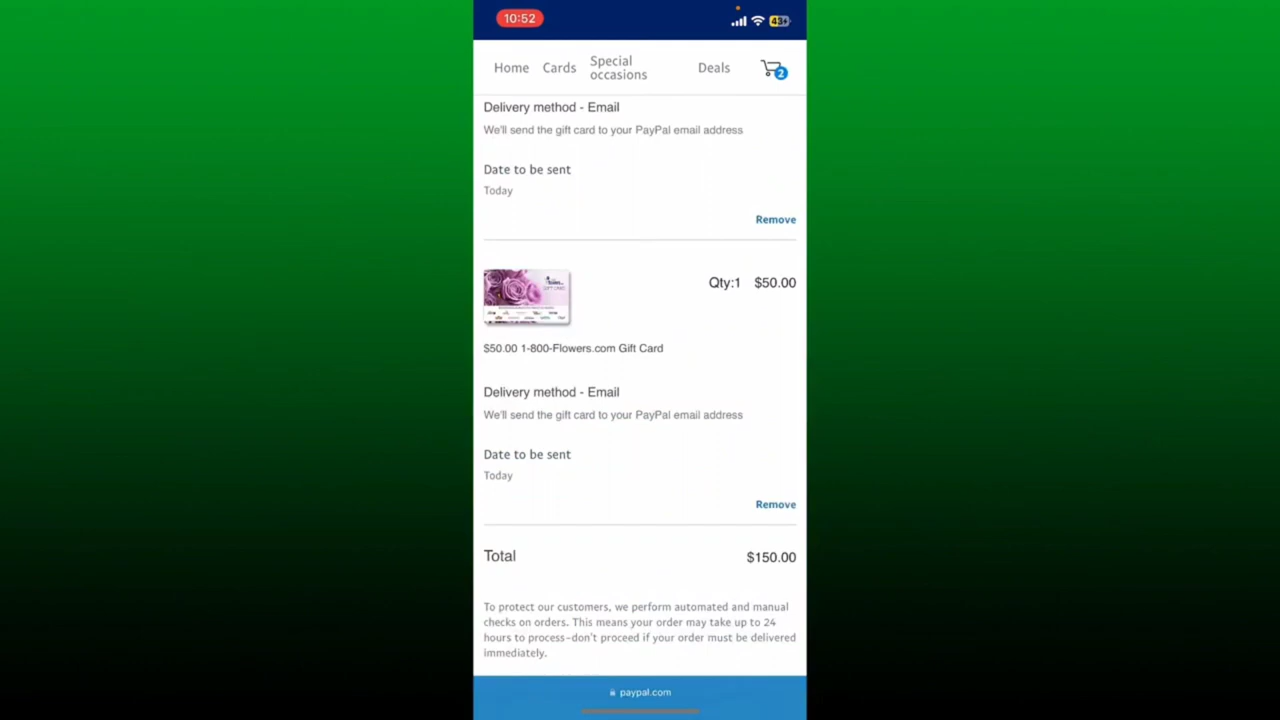 10:52
43
Home Cards Special occasions Deals 2
Delivery method - Email
We'll send the gift card to your PayPal email address
Date to be sent
Today
Remove
Qty:1 $50.00
GIFT CARD
$50.00 1-800-Flowers.com Gift Card
Delivery method - Email
We'll send the gift card to your PayPal email address
Date to be sent
Today
Remove
Total $150.00
To protect our customers, we perform automated and manual
checks on orders. This means your order may take up to 24
hours to process–don't proceed if your order must be delivered
immediately.
paypal.com